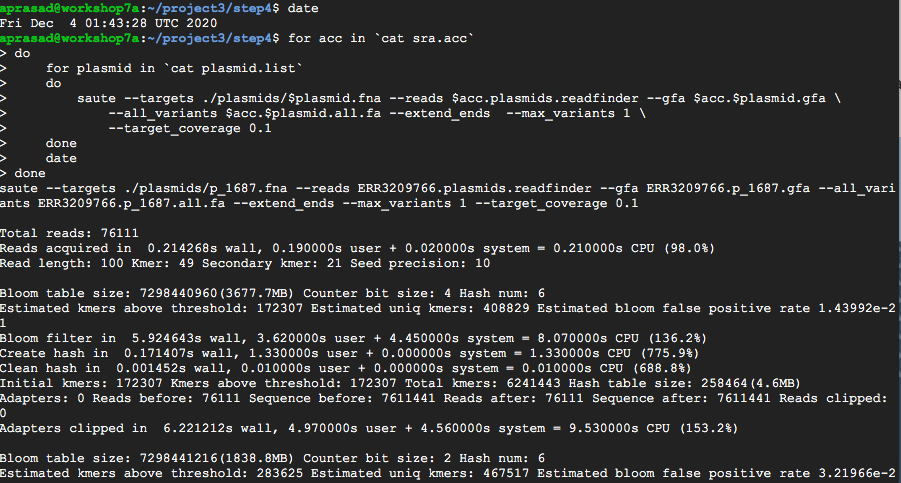 aprasad@workshop7a:~/project3/step4$ date
Fri Dec  4 01:43:28 UTC 2020
aprasad@workshop7a:~/project3/step4$ for acc in `cat sra.acc`
> do
>     for plasmid in `cat plasmid.list`
>     do
>         saute --targets ./plasmids/$plasmid.fna --reads $acc.plasmids.readfinder --gfa $acc.$plasmid.gfa \
>             --all_variants $acc.$plasmid.all.fa --extend_ends  --max_variants 1 \
>             --target_coverage 0.1
>     done
>     date
> done
saute --targets ./plasmids/p_1687.fna --reads ERR3209766.plasmids.readfinder --gfa ERR3209766.p_1687.gfa --all_vari
ants ERR3209766.p_1687.all.fa --extend_ends --max_variants 1 --target_coverage 0.1

Total reads: 76111
Reads acquired in  0.214268s wall, 0.190000s user + 0.020000s system = 0.210000s CPU (98.0%)
Read length: 100 Kmer: 49 Secondary kmer: 21 Seed precision: 10

Bloom table size: 7298440960(3677.7MB) Counter bit size: 4 Hash num: 6
Estimated kmers above threshold: 172307 Estimated uniq kmers: 408829 Estimated bloom false positive rate 1.43992e-2
1
Bloom filter in  5.924643s wall, 3.620000s user + 4.450000s system = 8.070000s CPU (136.2%)
Create hash in  0.171407s wall, 1.330000s user + 0.000000s system = 1.330000s CPU (775.9%)
Clean hash in  0.001452s wall, 0.010000s user + 0.000000s system = 0.010000s CPU (688.8%)
Initial kmers: 172307 Kmers above threshold: 172307 Total kmers: 6241443 Hash table size: 258464(4.6MB)
Adapters: 0 Reads before: 76111 Sequence before: 7611441 Reads after: 76111 Sequence after: 7611441 Reads clipped:
0
Adapters clipped in  6.221212s wall, 4.970000s user + 4.560000s system = 9.530000s CPU (153.2%)

Bloom table size: 7298441216(1838.8MB) Counter bit size: 2 Hash num: 6
Estimated kmers above threshold: 283625 Estimated uniq kmers: 467517 Estimated bloom false positive rate 3.21966e-2